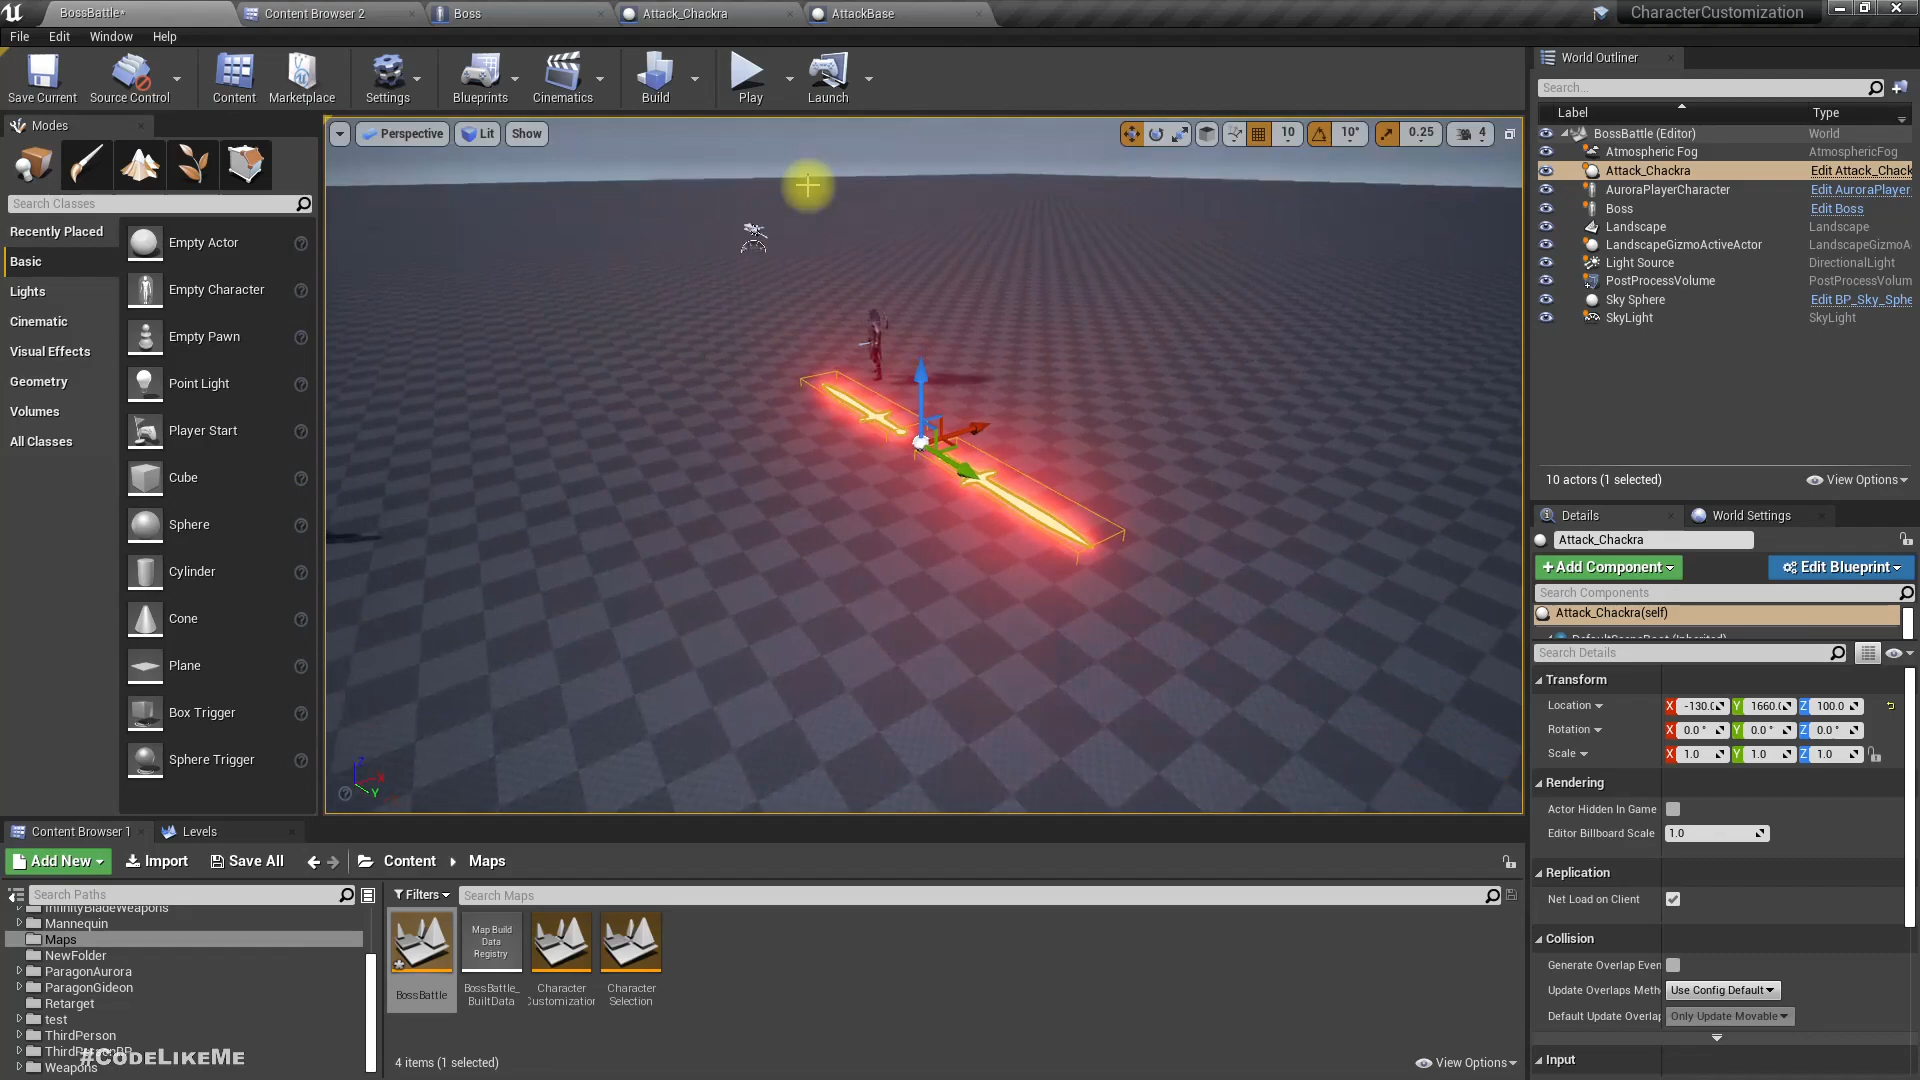 BossBattle*
Content Browser 2
Boss
Attack_Chackra
AttackBase
CharacterCustomization
File
Edit
Window
Help
Save Current
Source Control
Content
Marketplace
Settings
Blueprints
Cinematics
Build
Play
Launch
Modes
Search Classes
Recently Placed
Basic
Lights
Cinematic
Visual Effects
Geometry
Volumes
All Classes
Empty Actor
Empty Character
Empty Pawn
Point Light
Player Start
Cube
Sphere
Cylinder
Cone
Plane
Box Trigger
Sphere Trigger
Perspective
Lit
Show
10
10°
0.25
4
Z
X
Y
World Outliner
Search...
Label
Type
BossBattle (Editor)
World
Atmospheric Fog
AtmosphericFog
Attack_Chackra
Edit Attack_Chack
AuroraPlayerCharacter
Edit AuroraPlayer
Boss
Edit Boss
Landscape
Landscape
LandscapeGizmoActiveActor
LandscapeGizmoA
Light Source
DirectionalLight
PostProcessVolume
PostProcessVolum
Sky Sphere
Edit BP_Sky_Sphe
SkyLight
SkyLight
10 actors (1 selected)
View Options
Details
World Settings
Attack_Chackra
+Add Component
Edit Blueprint
Search Components
Attack_Chackra(self)
Search Details
Transform
Location
X -130.0
Y 1660.0
Z 100.0
Rotation
X 0.0°
Y 0.0°
Z 0.0°
Scale
X 1.0
Y 1.0
Z 1.0
Rendering
Actor Hidden In Game
Editor Billboard Scale
1.0
Replication
Net Load on Client
Collision
Generate Overlap Even
Update Overlaps Meth
Use Config Default
Default Update Overlap
Only Update Movable
Input
Content Browser 1
Levels
Add New
Import
Save All
Content
Maps
Search Paths
Filters
Search Maps
InfinityBladeWeapons
Mannequin
Maps
NewFolder
ParagonAurora
ParagonGideon
Retarget
test
ThirdPerson
Weapons
#CodeLikeMe
BossBattle
Map Build
Data
Registry
BossBattle_
BuiltData
Character
Customization
Character
Selection
4 items (1 selected)
View Options